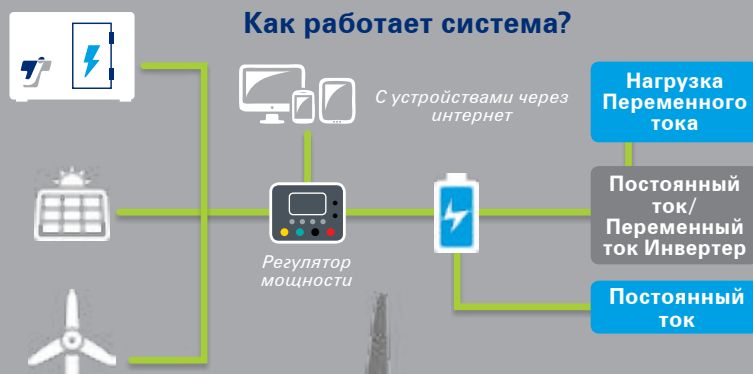 Как работает система?
С устройствами через
интернет
Нагрузка
Переменного
тока
Постоянный
ток/
Переменный
ток Инвертер
Регулятор
мощности
Постоянный
ток